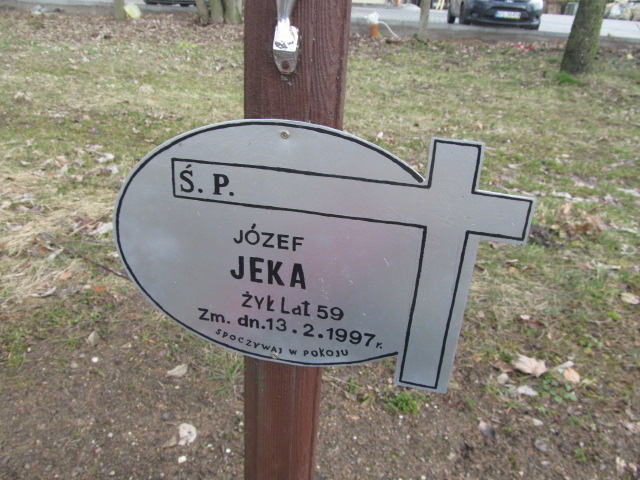 Ś. P.
JÓZEF
JEKA
ŻYŁ Lat 59
Zm. dn. 13. 2. 1997 r.
SPOCZYWAJ W POKOJU